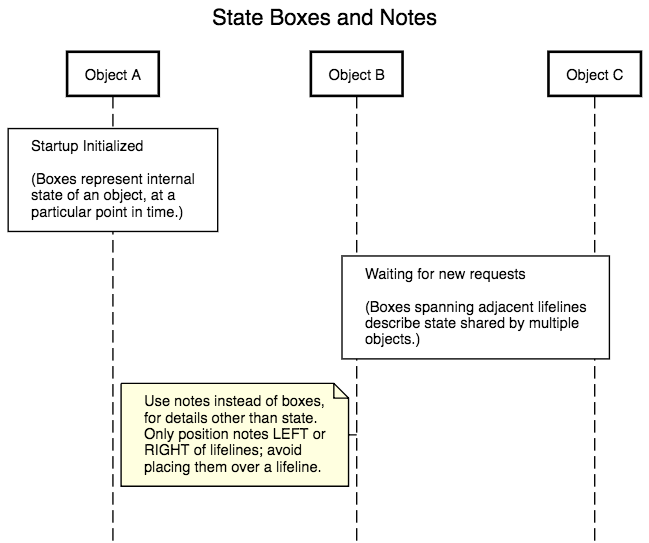 State Boxes and Notes
Object A
Object B
Object C
Startup Initialized
(Boxes represent internal
state of an object, at a
particular point in time.)
Waiting for new requests
(Boxes spanning adjacent lifelines
describe state shared by multiple
objects.)
Use notes instead of boxes,
for details other than state.
Only position notes LEFT or
RIGHT of lifelines; avoid
placing them over a lifeline.